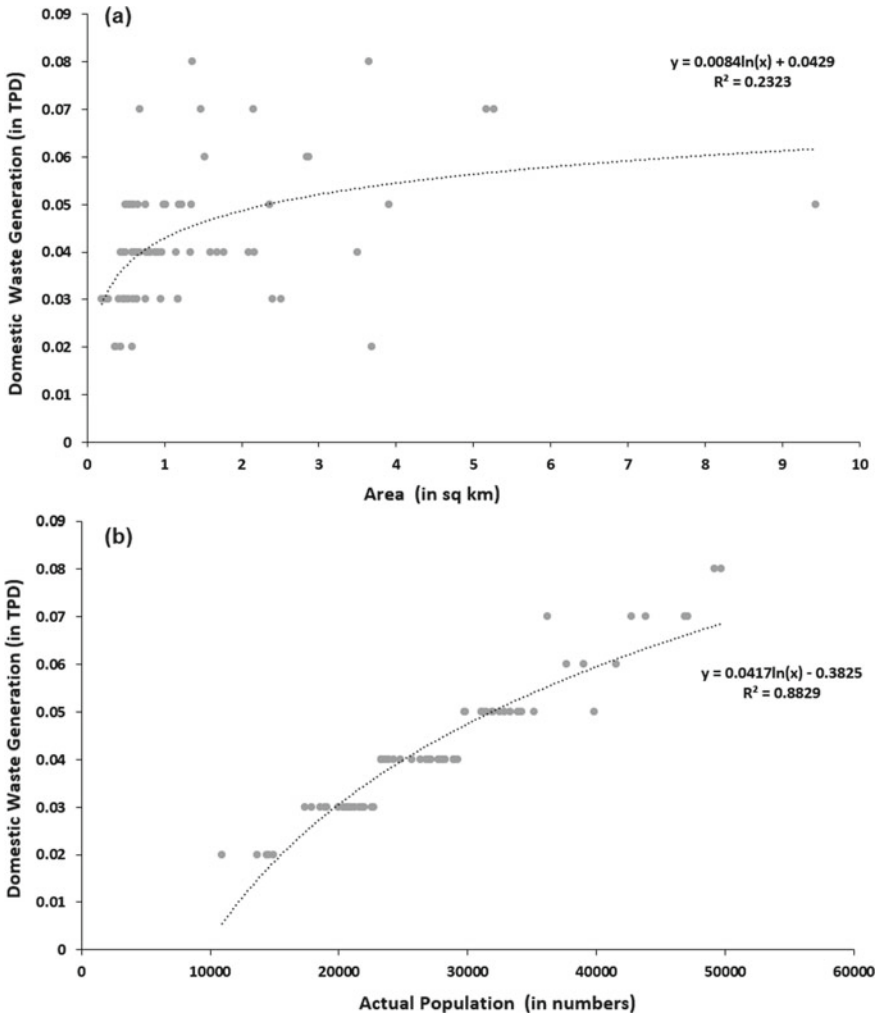 (a)
y = 0.0084ln(x) + 0.0429
R² = 0.2323
Domestic Waste Generation (in TPD)
0.09
0.08
0.07
0.06
0.05
0.04
0.03
0.02
0.01
0
0 1 2 3 4 5 6 7 8 9 10
Area (in sq km)
(b)
y = 0.0417ln(x) - 0.3825
R² = 0.8829
Domestic Waste Generation (in TPD)
0.09
0.08
0.07
0.06
0.05
0.04
0.03
0.02
0.01
0
0 10000 20000 30000 40000 50000 60000
Actual Population (in numbers)